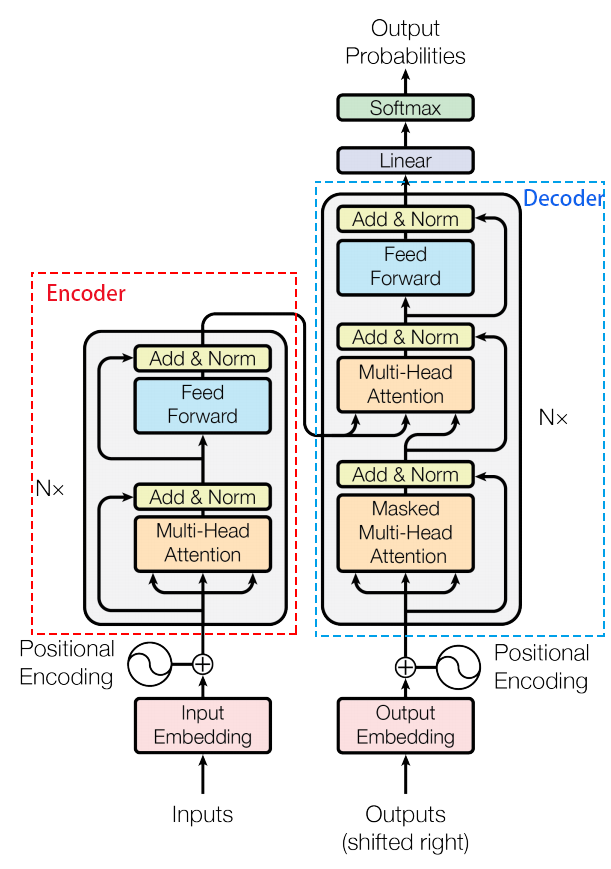 Output
Probabilities
Softmax
Linear
Decoder
Add & Norm
Feed
Forward
Add & Norm
Multi-Head
Attention
N×
Add & Norm
Masked
Multi-Head
Attention
Encoder
Add & Norm
Feed
Forward
N×
Add & Norm
Multi-Head
Attention
Positional
Encoding
Positional
Encoding
Input
Embedding
Output
Embedding
Inputs
Outputs
(shifted right)